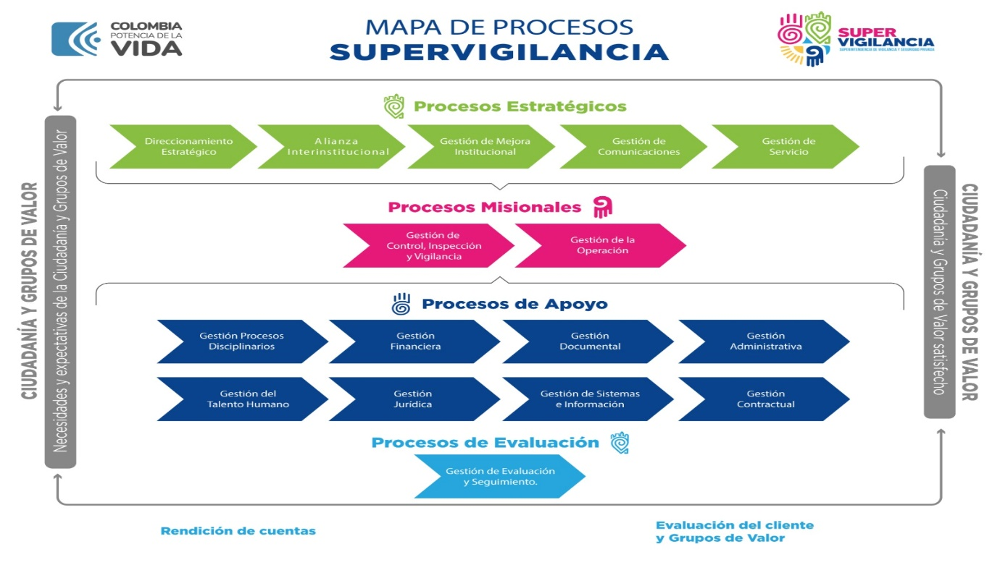 COLOMBIA
POTENCIA DE LA
VIDA
MAPA DE PROCESOS
SUPERVIGILANCIA
SUPER
VIGILANCIA
SUPERINTENDENCIA DE VIGILANCIA Y SEGURIDAD PRIVADA
CIUDADANÍA Y GRUPOS DE VALOR
Necesidades y expectativas de la Ciudadanía y Grupos de Valor
Procesos Estratégicos
Direccionamiento
Estratégico
Alianza
Interinstitucional
Gestión de Mejora
Institucional
Gestión de
Comunicaciones
Gestión de
Servicio
Procesos Misionales
Gestión de
Control, Inspección
y Vigilancia
Gestión de la
Operación
Procesos de Apoyo
Gestión Procesos
Disciplinarios
Gestión
Financiera
Gestión
Documental
Gestión
Administrativa
Gestión del
Talento Humano
Gestión
Jurídica
Gestión de Sistemas
e Información
Gestión
Contractual
Procesos de Evaluación
Gestión de Evaluación
y Seguimiento.
Ciudadanía y Grupos de Valor satisfecho
CIUDADANÍA Y GRUPOS DE VALOR
Rendición de cuentas
Evaluación del cliente
y Grupos de Valor